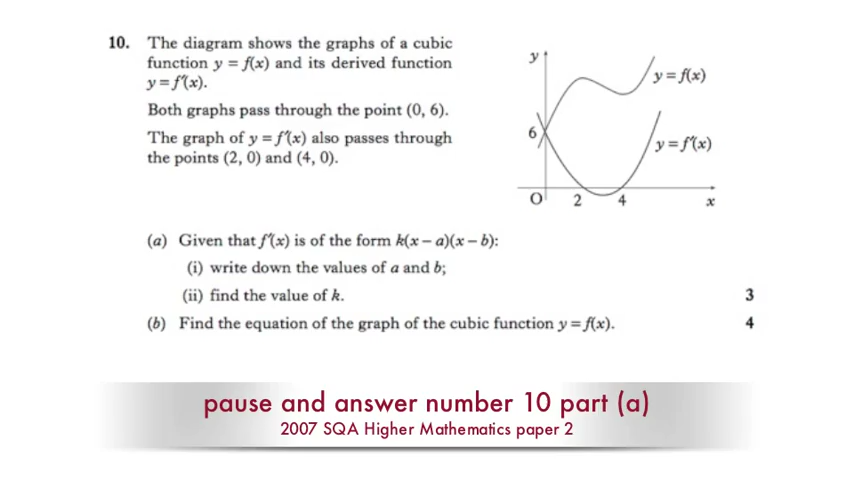 10. The diagram shows the graphs of a cubic
function y = f(x) and its derived function
y = f′(x).
Both graphs pass through the point (0, 6).
The graph of y = f′(x) also passes through
the points (2, 0) and (4, 0).
y
y = f(x)
6
y = f′(x)
O 2 4 x
(a) Given that f′(x) is of the form k(x – a)(x – b):
(i) write down the values of a and b;
(ii) find the value of k. 3
(b) Find the equation of the graph of the cubic function y = f(x). 4
pause and answer number 10 part (a)
2007 SQA Higher Mathematics paper 2